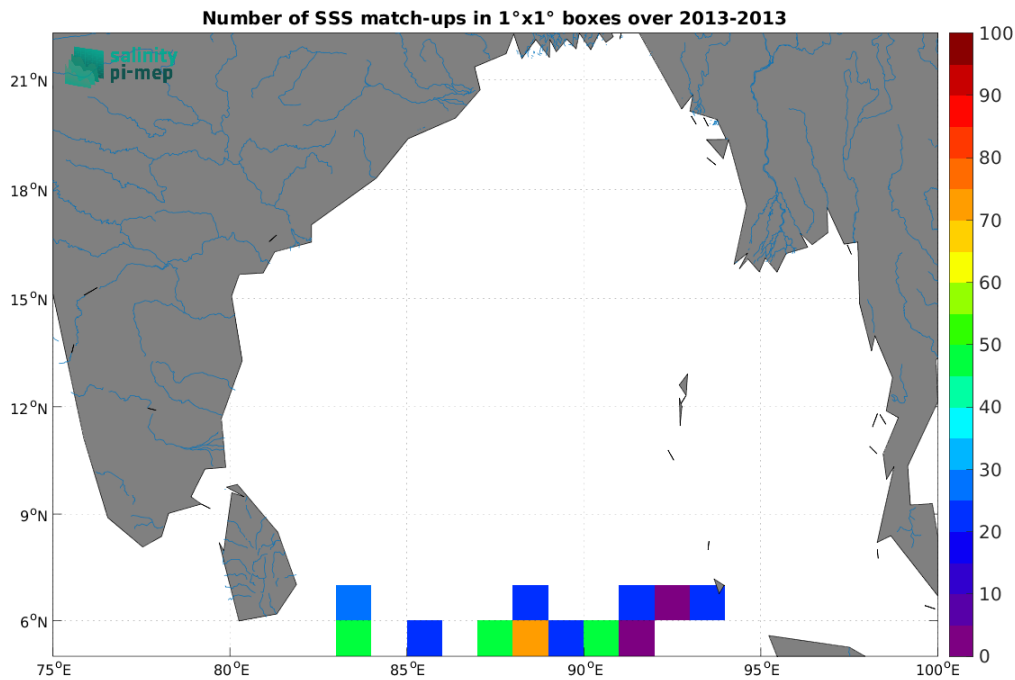 Number of SSS match-ups in 1°x1° boxes over 2013-2013
salinity
pi-mep
21°N
18°N
15°N
12°N
9°N
6°N
75°E 80°E 85°E 90°E 95°E 100°E
100
90
80
70
60
50
40
30
20
10
0